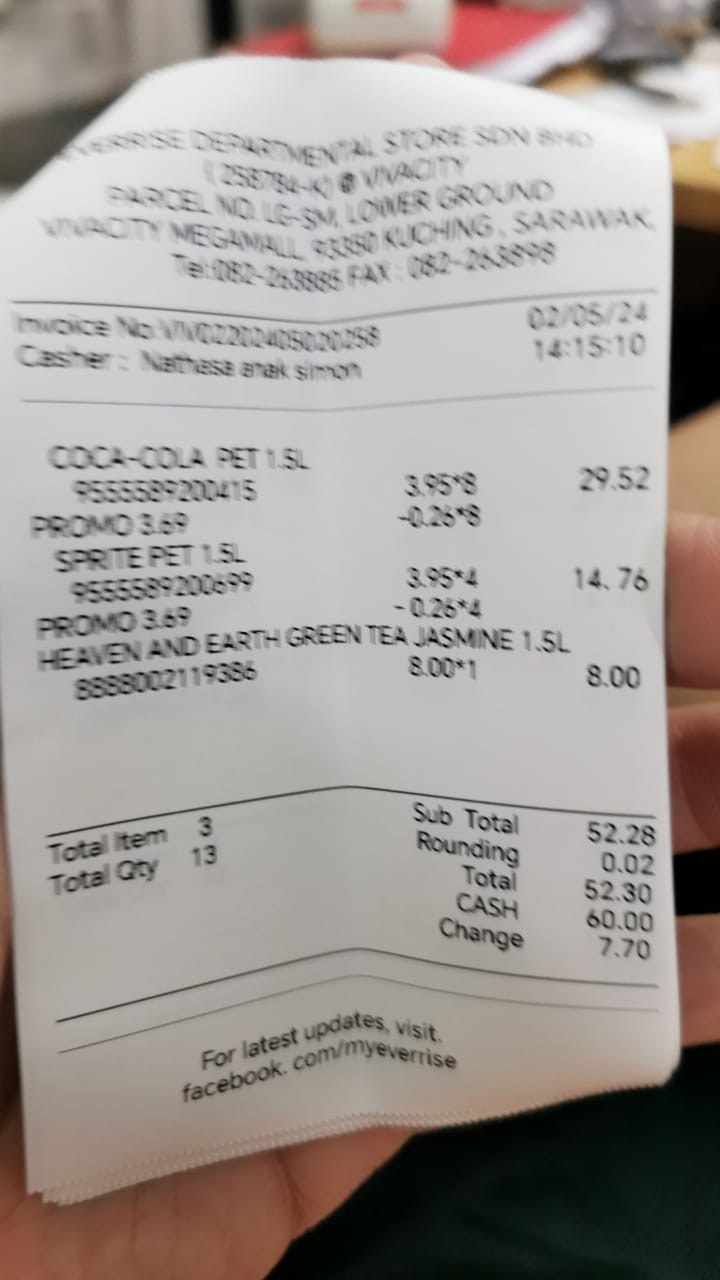 EVERRISE DEPARTMENTAL STORE SDN BHD
( 258784-K) @ VIVACITY
PARCEL NO. LG-SM, LOWER GROUND
VIVACITY MEGAMALL, 93350 KUCHING, SARAWAK,
Tel:082-263885 FAX : 082-263898
Invoice No:VIV02202405020258 02/05/24
Casher : Nathasa anak simon 14:15:10
COCA-COLA PET 1.5L
9555589200415 3.95*8 29.52
PROMO 3.69 -0.26*8
SPRITE PET 1.5L
9555589200699 3.95*4 14.76
PROMO 3.69 -0.26*4
HEAVEN AND EARTH GREEN TEA JASMINE 1.5L
8888002119386 8.00*1 8.00
Total Item 3 Sub Total 52.28
Total Qty 13 Rounding 0.02
Total 52.30
CASH 60.00
Change 7.70
For latest updates, visit.
facebook. com/myeverrise